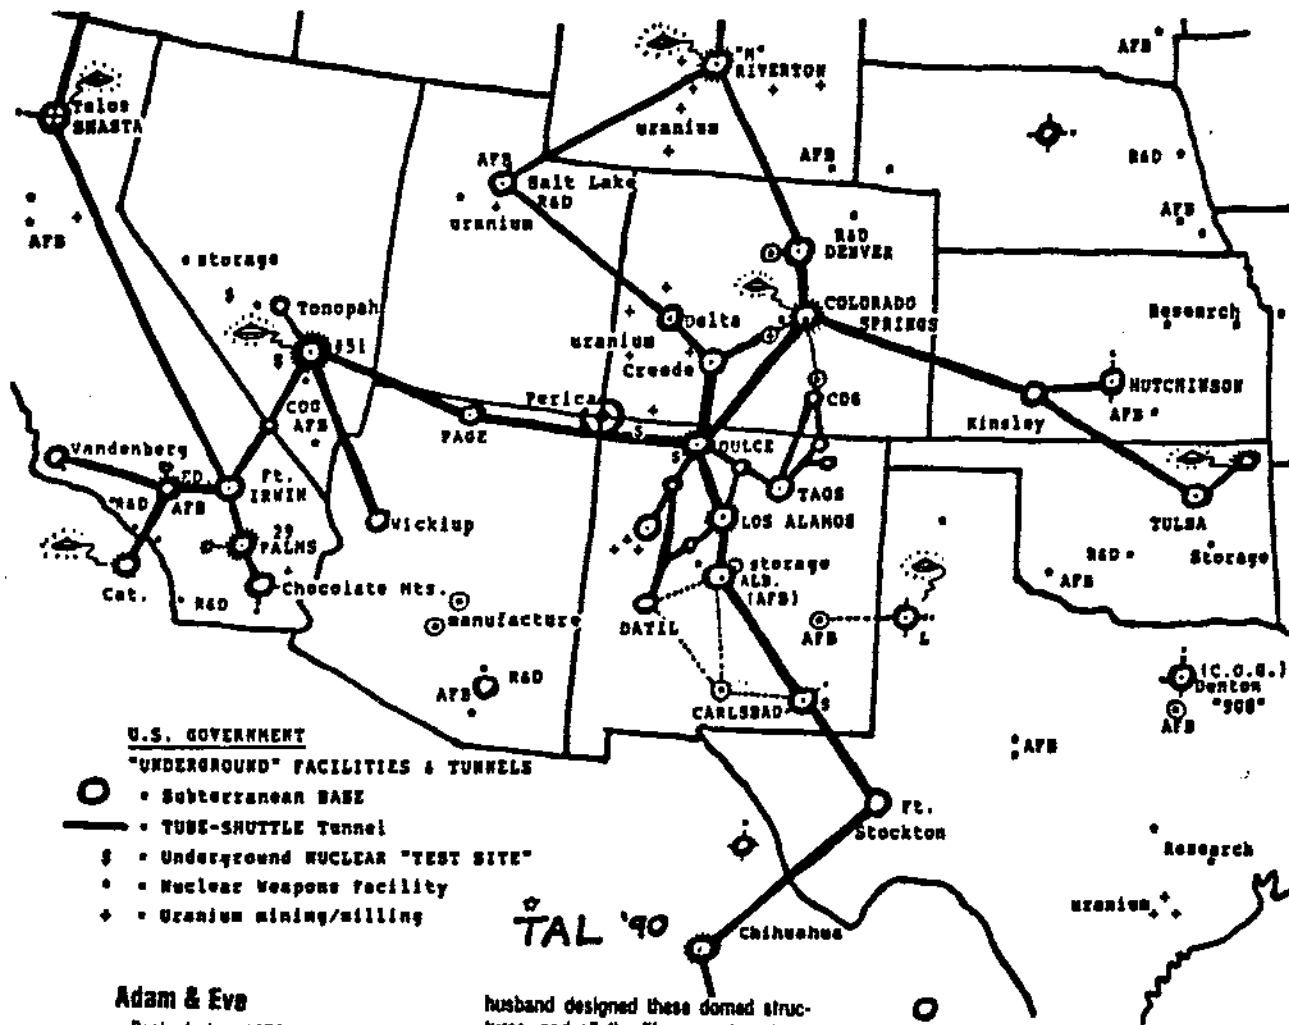 AFB
"M"
RIVERTON
Telos
SHASTA
uranium
AFB
Salt Lake
R&D
AFB
R&D
uranium
AFB
R&D
DENVER
AFB
storage
$
Tonopah
COLORADO
SPRINGS
Delta
uranium
Research
#51
$
Creede
COG
AFB
Perica
PAGE
$
DULCE
$
COG
HUTCHINSON
AFB
Kinsley
Vandenberg
ED.
AFB
R&D
Ft.
IRWIN
Wickiup
TAOS
LOS ALAMOS
TULSA
29
PALMS
storage
ALB.
(AFB)
R&D
AFB
Storage
Cat.
R&D
Chocolate Mts.
manufacture
DATIL
AFB
L
AFB
R&D
CARLSBAD
$
(C.O.G.)
Denton
AFB
AFB
U.S. GOVERNMENT
"UNDERGROUND" FACILITIES & TUNNELS
= Subterranean BASE
= TUBE-SHUTTLE Tunnel
$ = Underground NUCLEAR "TEST SITE"
* = Nuclear Weapons Facility
+ = Uranium mining/milling
Ft.
Stockton
Research
uranium
TAL '90
Chihuahua
Adam & Eve
husband designed these domed struc-